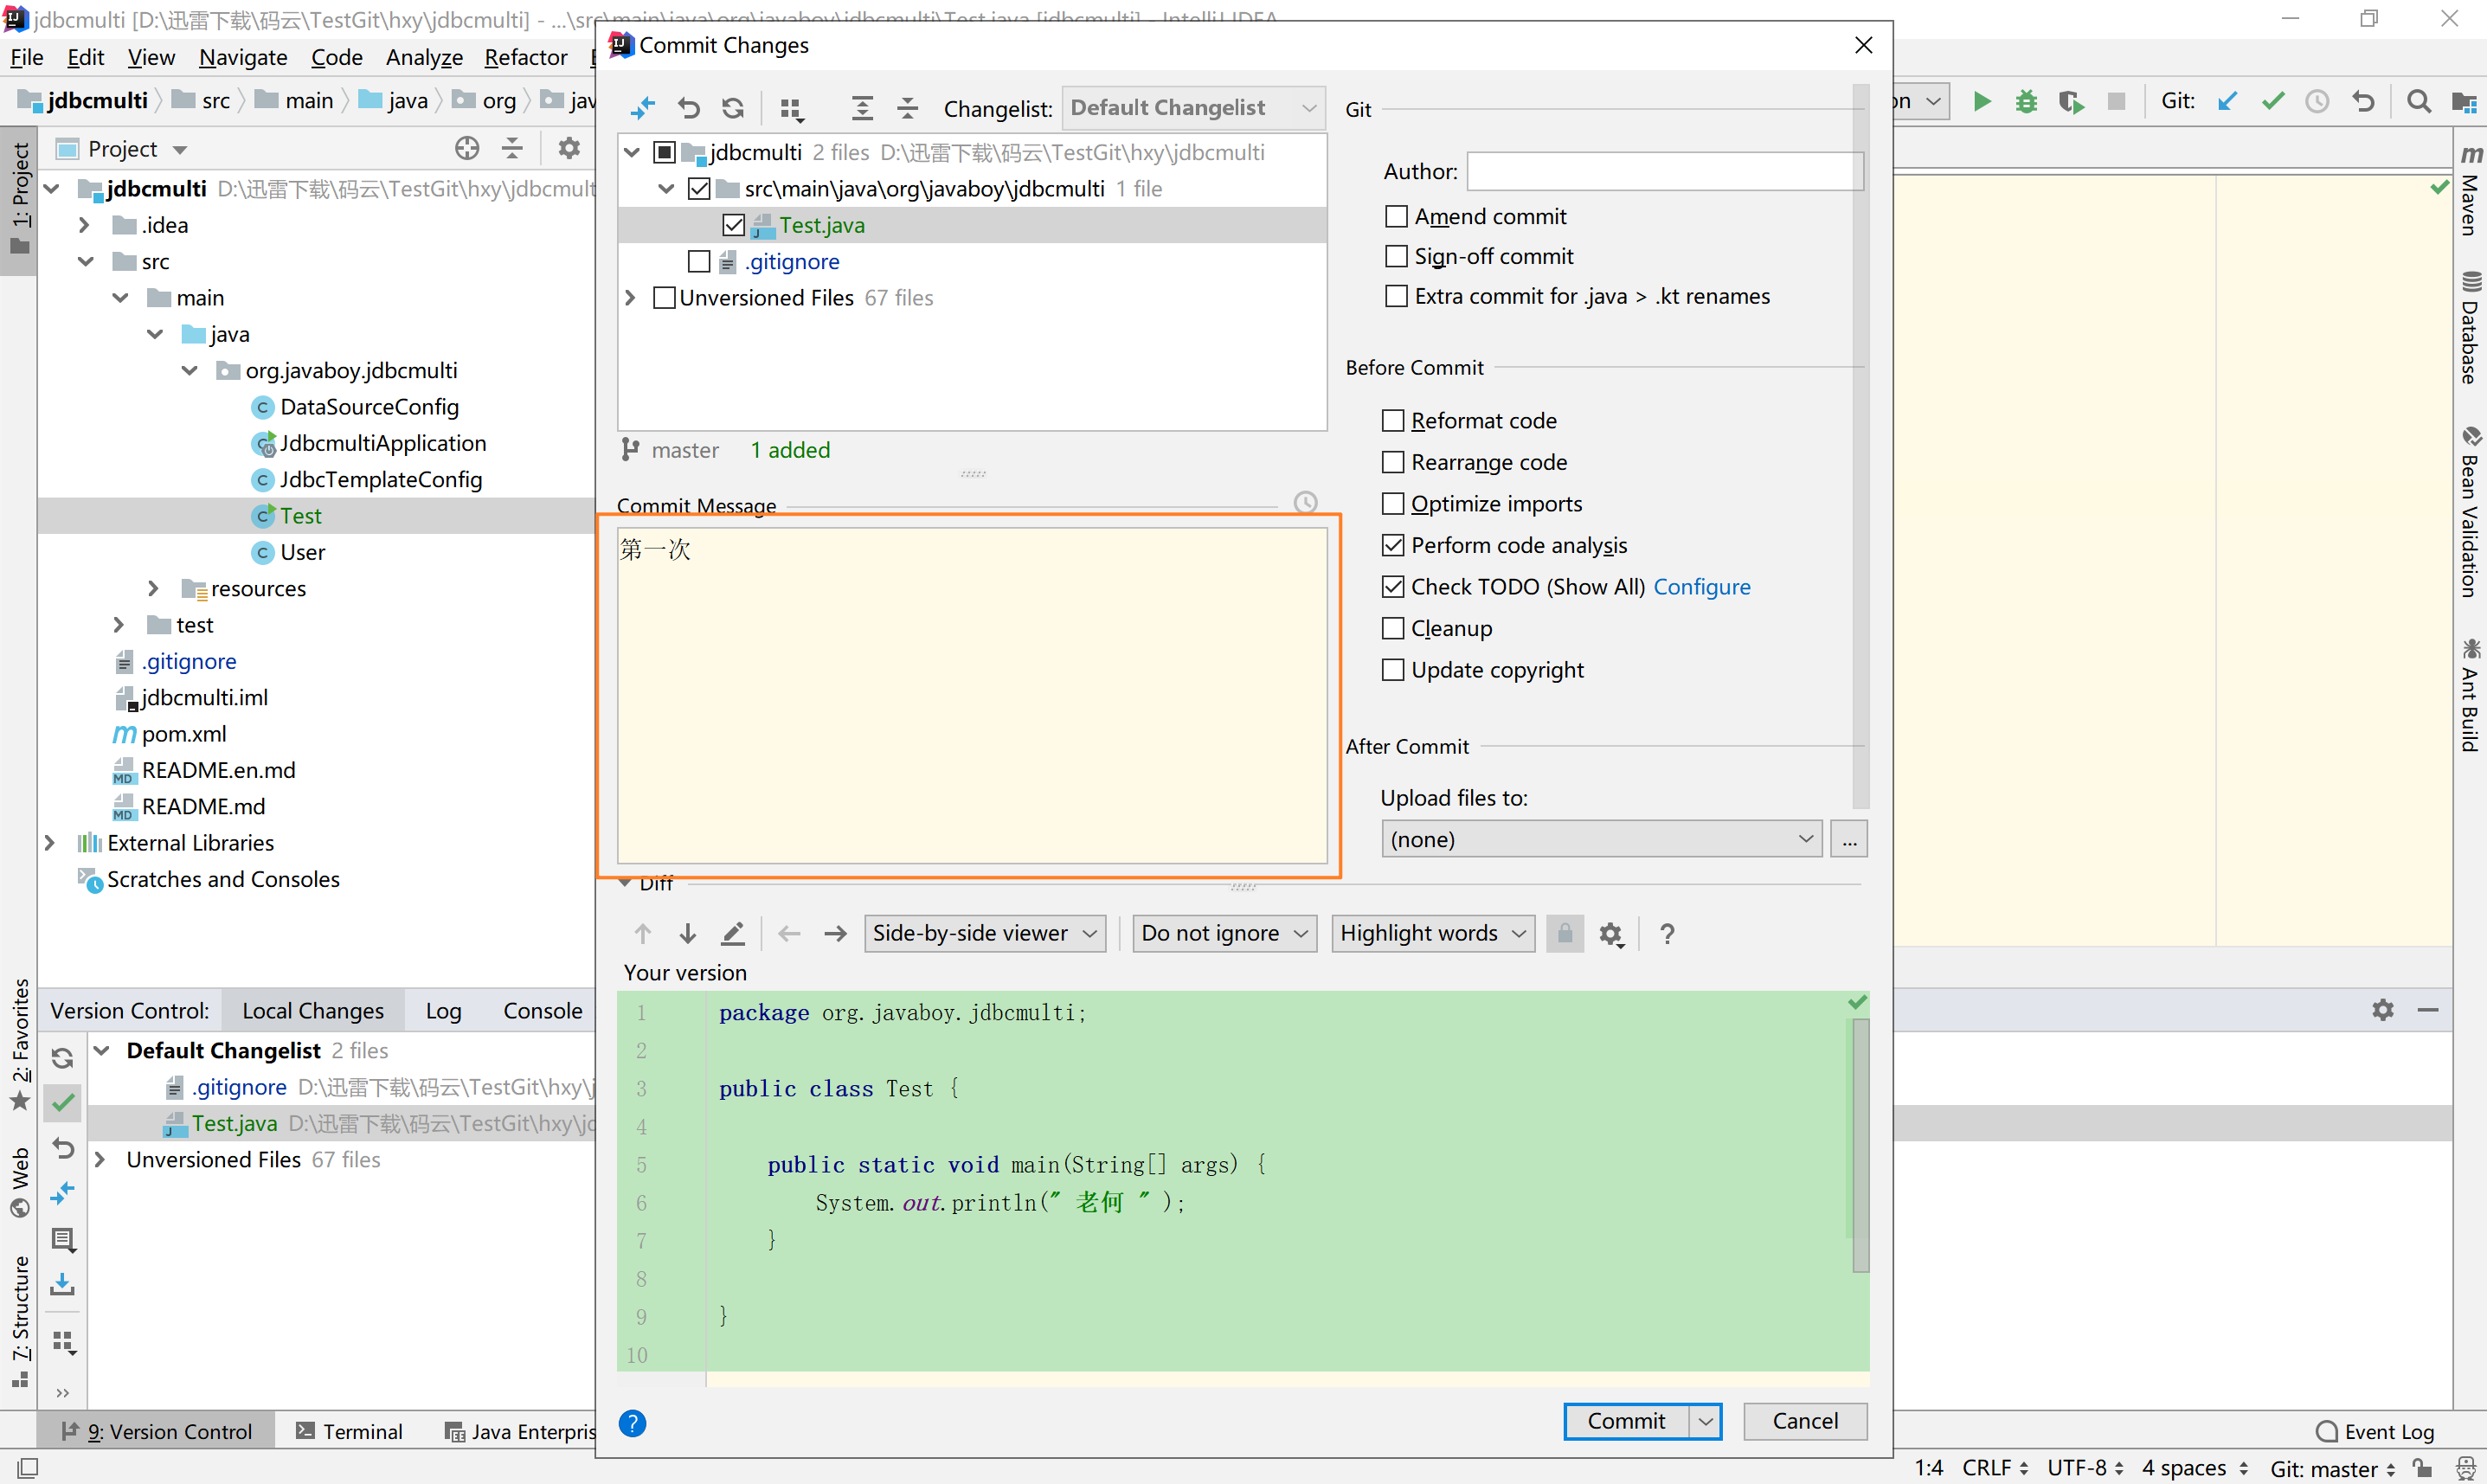 jdbcmulti [D:\迅雷下载\码云\TestGit\hxy\jdbcmulti] - ...\src\main\java\org\javaboy\jdbcmulti\Test.java [jdbcmulti] - IntelliJ IDEA
File Edit View Navigate Code Analyze Refactor
jdbcmulti src main java org jav
Git:
1: Project
Project
jdbcmulti D:\迅雷下载\码云\TestGit\hxy\jdbcmult
.idea
src
main
java
org.javaboy.jdbcmulti
DataSourceConfig
JdbcmultiApplication
JdbcTemplateConfig
Test
User
resources
test
.gitignore
jdbcmulti.iml
pom.xml
README.en.md
README.md
External Libraries
Scratches and Consoles
2: Favorites
Web
7: Structure
Version Control: Local Changes Log Console
Default Changelist 2 files
.gitignore D:\迅雷下载\码云\TestGit\hxy\j
Test.java D:\迅雷下载\码云\TestGit\hxy\jd
Unversioned Files 67 files
9: Version Control Terminal Java Enterpris
Commit Changes
Changelist: Default Changelist
jdbcmulti 2 files D:\迅雷下载\码云\TestGit\hxy\jdbcmulti
src\main\java\org\javaboy\jdbcmulti 1 file
Test.java
.gitignore
Unversioned Files 67 files
master 1 added
Commit Message
第一次
Git
Author:
Amend commit
Sign-off commit
Extra commit for .java > .kt renames
Before Commit
Reformat code
Rearrange code
Optimize imports
Perform code analysis
Check TODO (Show All) Configure
Cleanup
Update copyright
After Commit
Upload files to:
(none) ...
Diff
Side-by-side viewer Do not ignore Highlight words ?
Your version
1 package org.javaboy.jdbcmulti;
2
3 public class Test {
4
5 public static void main(String[] args) {
6 System.out.println(" 老何 " );
7 }
8
9 }
10
? Commit Cancel
Maven
Database
Bean Validation
Ant Build
Event Log
1:4 CRLF UTF-8 4 spaces Git: master